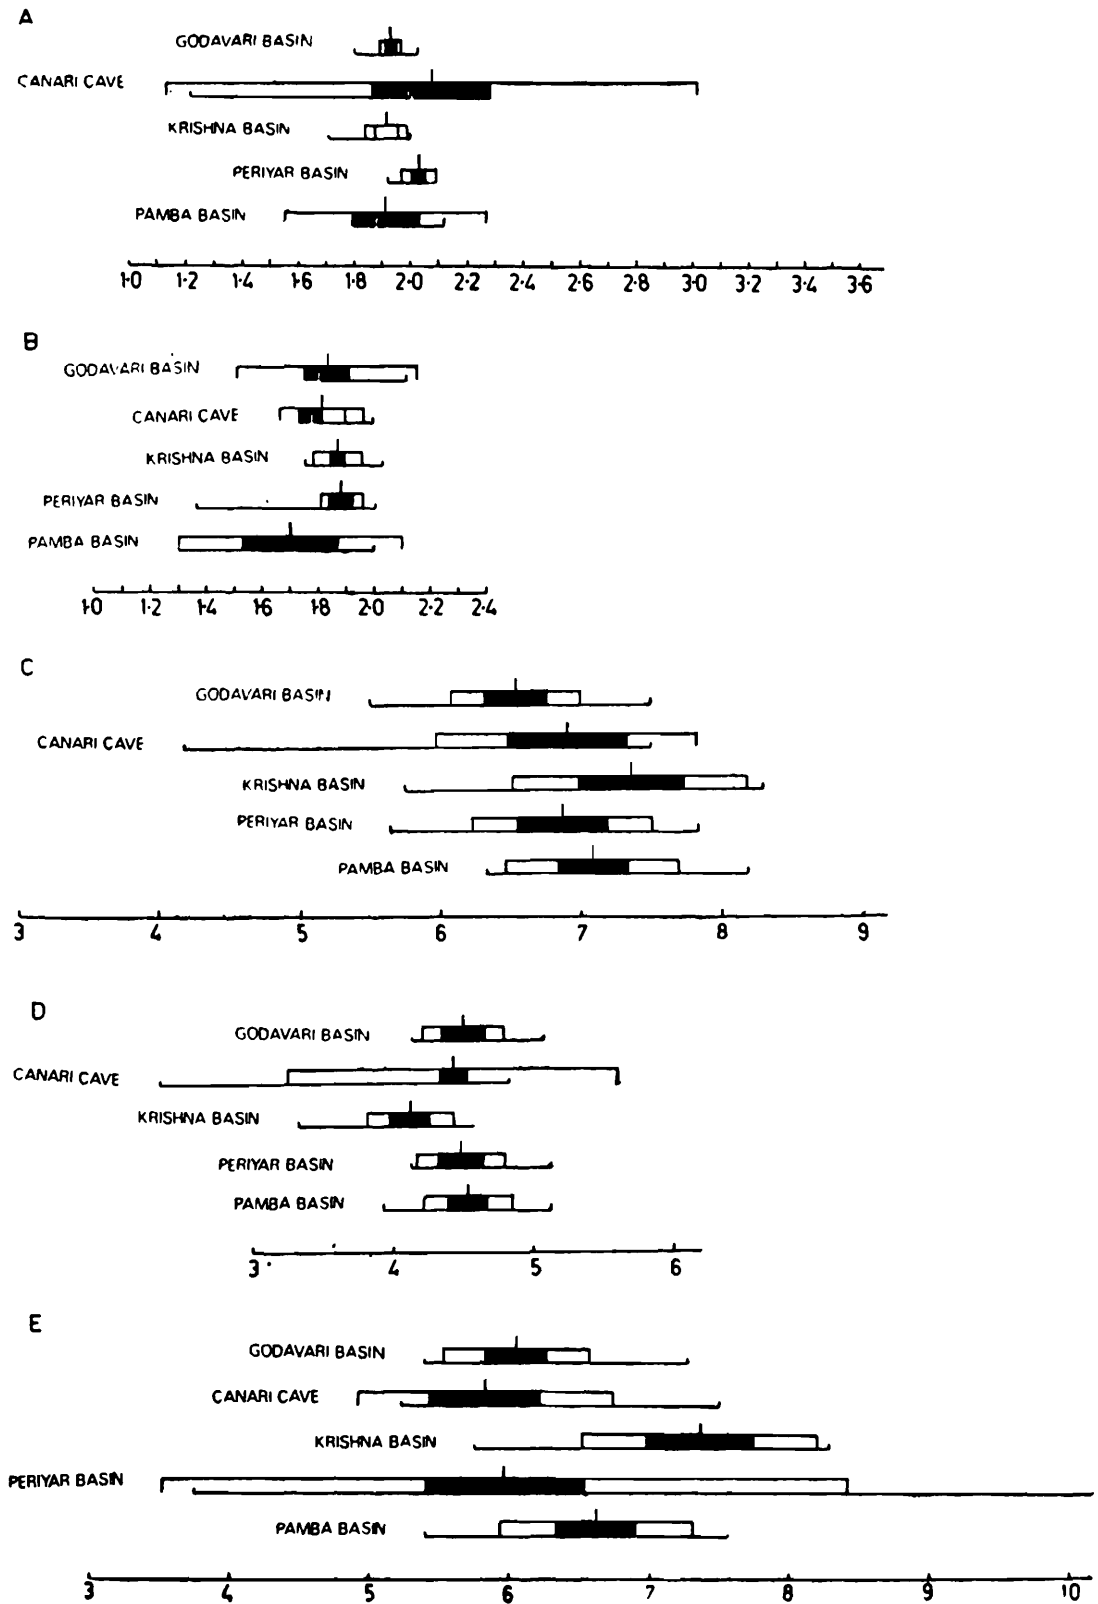 A
GODAVARI BASIN
CANARI CAVE
KRISHNA BASIN
PERIYAR BASIN
PAMBA BASIN
1·0 1·2 1·4 1·6 1·8 2·0 2·2 2·4 2·6 2·8 3·0 3·2 3·4 3·6
B
GODAVARI BASIN
CANARI CAVE
KRISHNA BASIN
PERIYAR BASIN
PAMBA BASIN
1·0 1·2 1·4 1·6 1·8 2·0 2·2 2·4
C
GODAVARI BASIN
CANARI CAVE
KRISHNA BASIN
PERIYAR BASIN
PAMBA BASIN
3 4 5 6 7 8 9
D
GODAVARI BASIN
CANARI CAVE
KRISHNA BASIN
PERIYAR BASIN
PAMBA BASIN
3 4 5 6
E
GODAVARI BASIN
CANARI CAVE
KRISHNA BASIN
PERIYAR BASIN
PAMBA BASIN
3 4 5 6 7 8 9 10